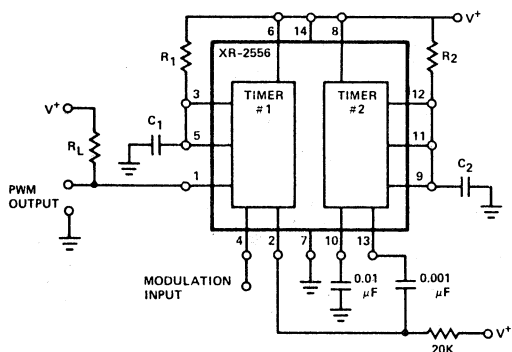 V+
6 14 8
XR-2556
R1
R2
3
TIMER #1
TIMER #2
12
V+
C1
5
11
RL
C2
1
9
PWM OUTPUT
4 2 7 10 13
MODULATION INPUT
0.01 µF
0.001 µF
V+
20K